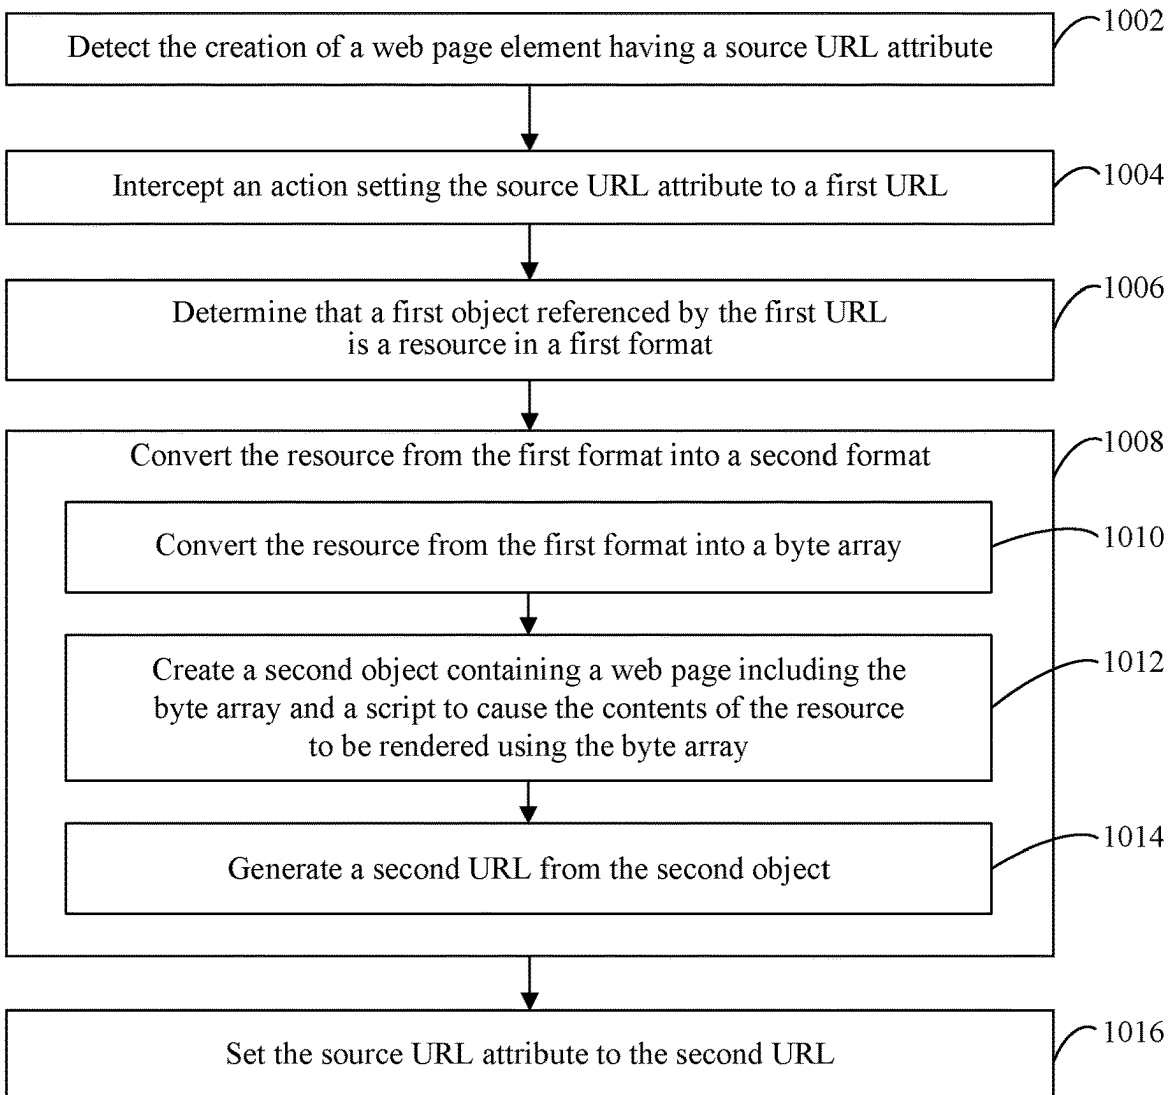 Detect the creation of a web page element having a source URL attribute
1002
Intercept an action setting the source URL attribute to a first URL
1004
Determine that a first object referenced by the first URL
is a resource in a first format
1006
Convert the resource from the first format into a second format
1008
Convert the resource from the first format into a byte array
1010
Create a second object containing a web page including the
byte array and a script to cause the contents of the resource
to be rendered using the byte array
1012
Generate a second URL from the second object
1014
Set the source URL attribute to the second URL
1016